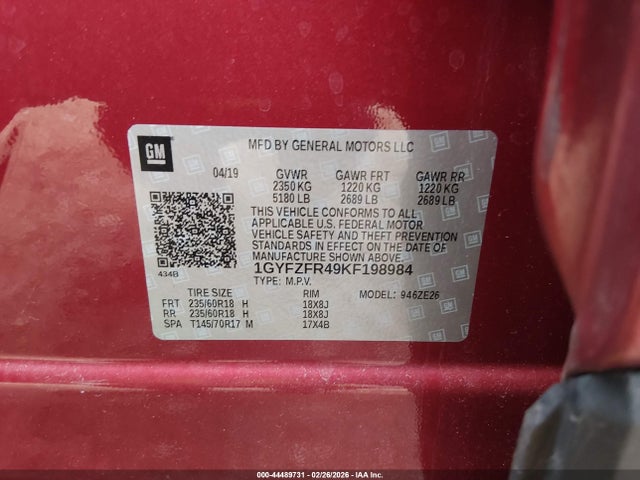 GM
MFD BY GENERAL MOTORS LLC
04/19 GVWR GAWR FRT GAWR RR
2350 KG 1220 KG 1220 KG
5180 LB 2689 LB 2689 LB
THIS VEHICLE CONFORMS TO ALL
APPLICABLE U.S. FEDERAL MOTOR
VEHICLE SAFETY AND THEFT PREVENTION
STANDARDS IN EFFECT ON THE DATE OF
MANUFACTURE SHOWN ABOVE.
434B
1GYFZFR49KF198984
TYPE: M.P.V.
TIRE SIZE RIM MODEL: 946ZE26
FRT 235/60R18 H 18X8J
RR 235/60R18 H 18X8J
SPA T145/70R17 M 17X4B
000-44489731 - 02/26/2026 - IAA Inc.